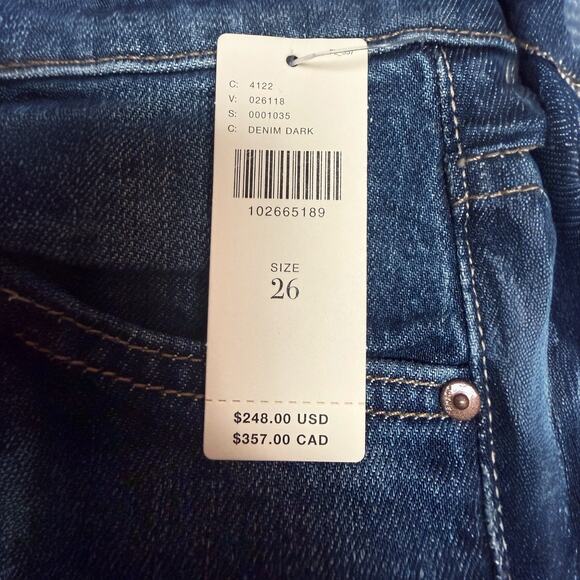 C: 4122
V: 026118
S: 0001035
C: DENIM DARK
102665189
SIZE
26
$248.00 USD
$357.00 CAD